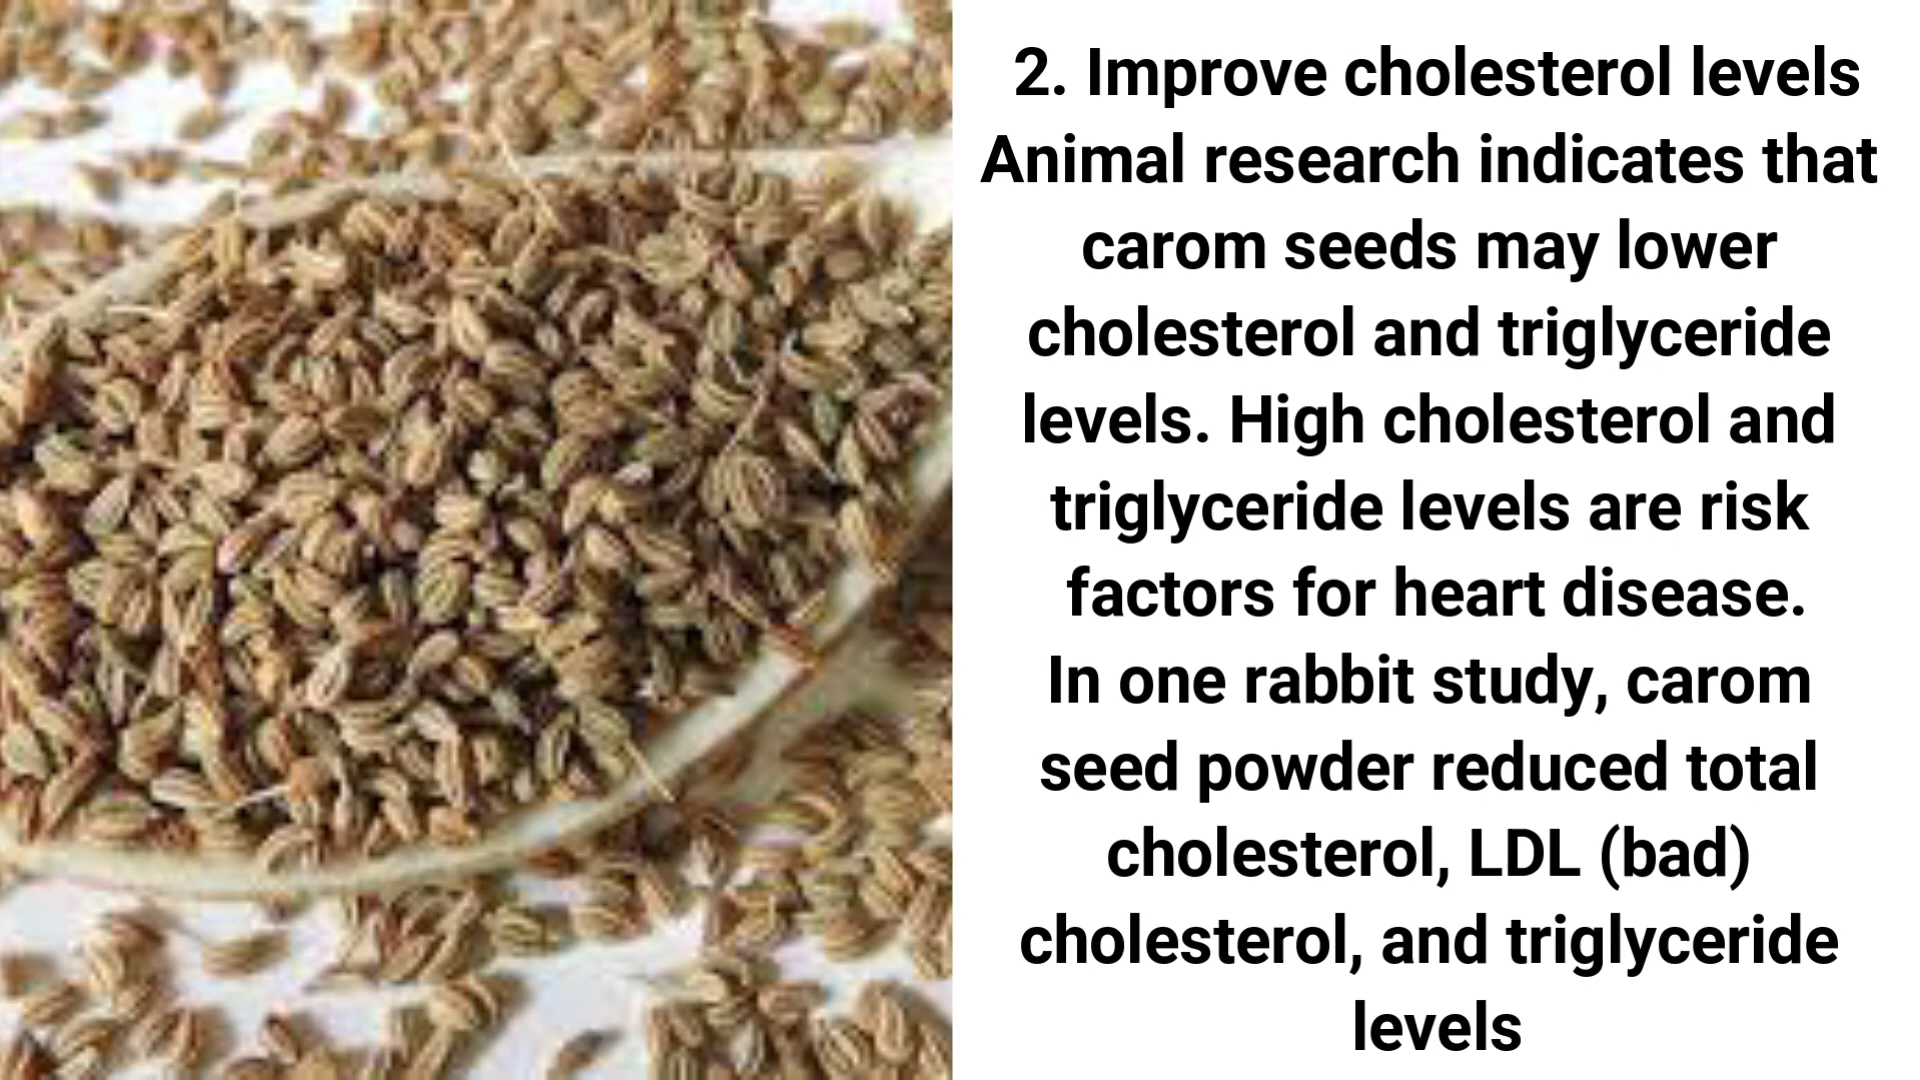 2. Improve cholesterol levels
Animal research indicates that
carom seeds may lower
cholesterol and triglyceride
levels. High cholesterol and
triglyceride levels are risk
factors for heart disease.
In one rabbit study, carom
seed powder reduced total
cholesterol, LDL (bad)
cholesterol, and triglyceride
levels